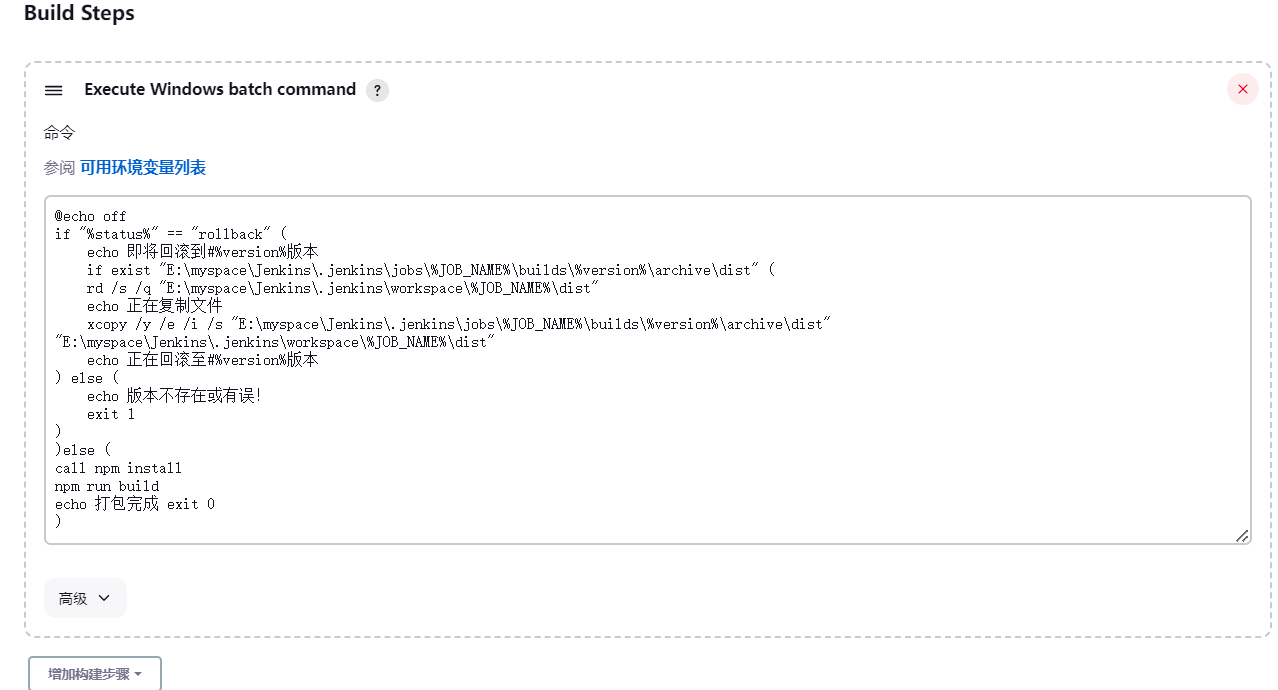 Build Steps
Execute Windows batch command ?
命令
参阅 可用环境变量列表
@echo off
if "%status%" == "rollback" (
    echo 即将回滚到#%version%版本
    if exist "E:\myspace\Jenkins\.jenkins\jobs\%JOB_NAME%\builds\%version%\archive\dist" (
    rd /s /q "E:\myspace\Jenkins\.jenkins\workspace\%JOB_NAME%\dist"
    echo 正在复制文件
    xcopy /y /e /i /s "E:\myspace\Jenkins\.jenkins\jobs\%JOB_NAME%\builds\%version%\archive\dist"
"E:\myspace\Jenkins\.jenkins\workspace\%JOB_NAME%\dist"
    echo 正在回滚至#%version%版本
) else (
    echo 版本不存在或有误!
    exit 1
)
)else (
call npm install
npm run build
echo 打包完成 exit 0
)
高级
增加构建步骤